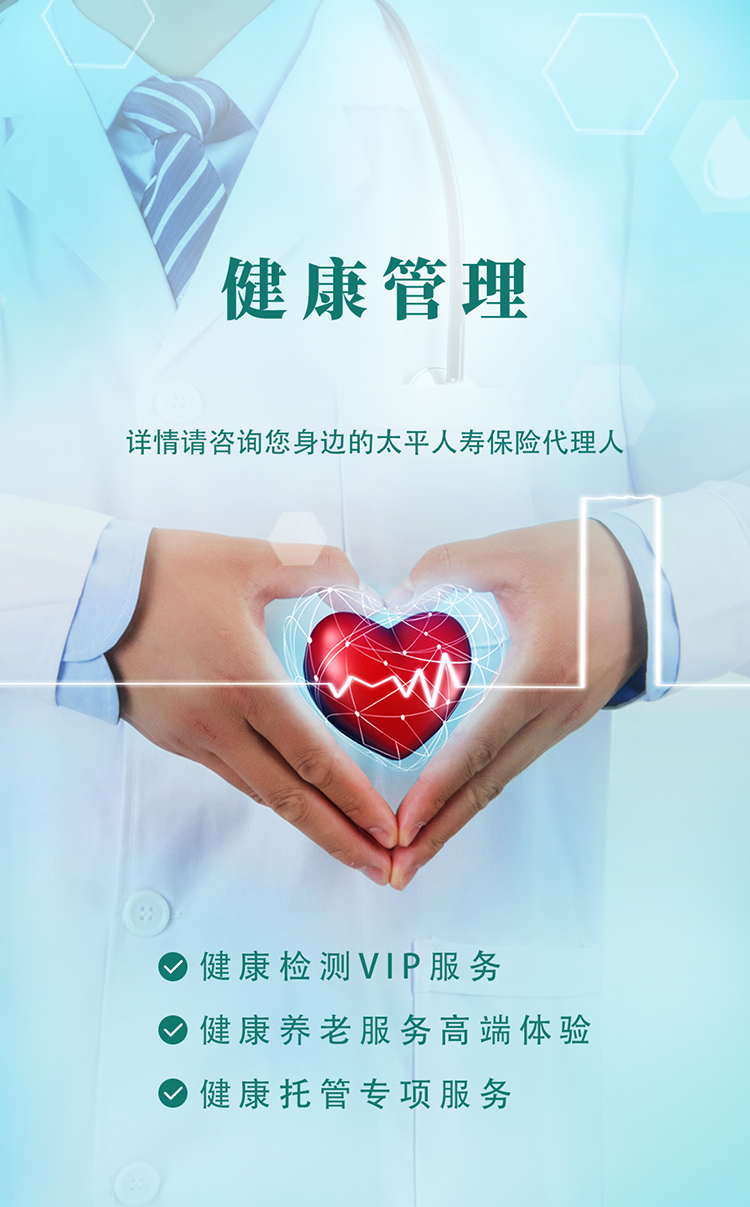 健康管理
详情请咨询您身边的太平人寿保险代理人
健康检测VIP服务
健康养老服务高端体验
健康托管专项服务